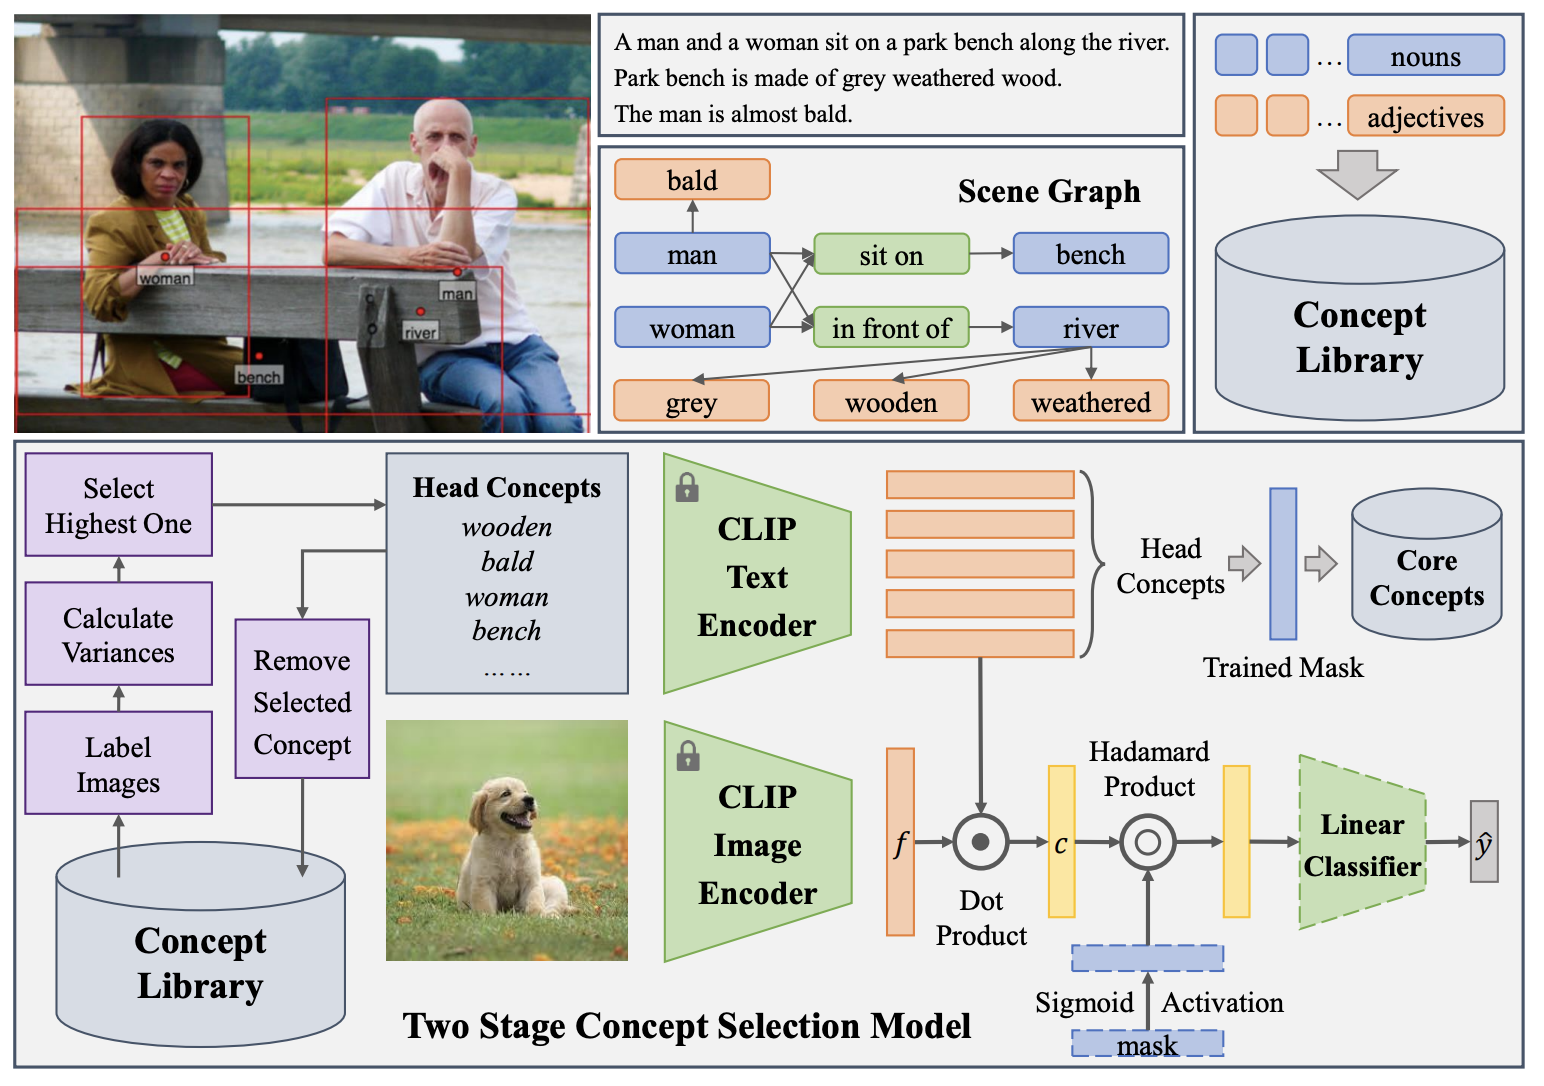 woman
man
river
bench
A man and a woman sit on a park bench along the river.
Park bench is made of grey weathered wood.
The man is almost bald.
Scene Graph
bald
man
sit on
bench
woman
in front of
river
grey
wooden
weathered
... nouns
... adjectives
Concept
Library
Select
Highest One
Calculate
Variances
Label
Images
Remove
Selected
Concept
Concept
Library
Head Concepts
wooden
bald
woman
bench
... ...
CLIP
Text
Encoder
Head
Concepts
Trained Mask
Core
Concepts
CLIP
Image
Encoder
f
Dot
Product
c
Hadamard
Product
Linear
Classifier
ŷ
Sigmoid Activation
mask
Two Stage Concept Selection Model